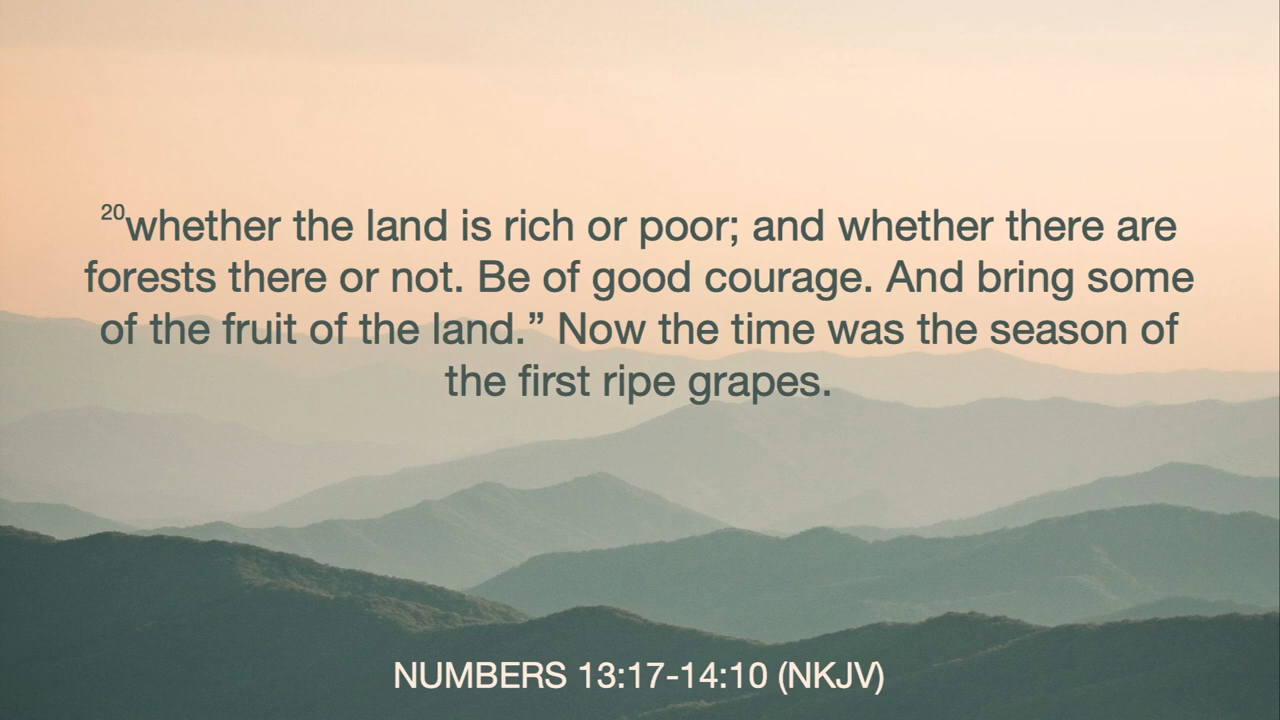 20whether the land is rich or poor; and whether there are
forests there or not. Be of good courage. And bring some
of the fruit of the land.” Now the time was the season of
the first ripe grapes.
NUMBERS 13:17-14:10 (NKJV)